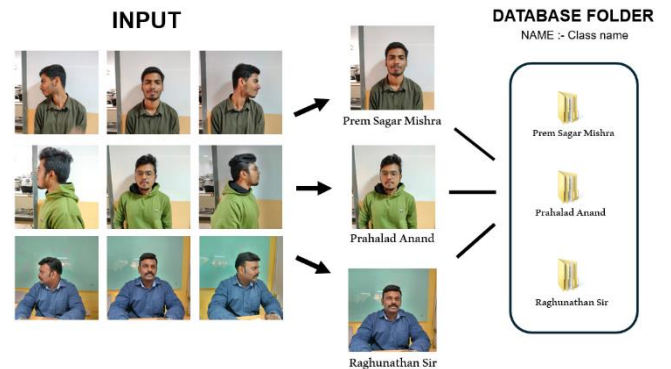 INPUT
DATABASE FOLDER
NAME :- Class name
Prem Sagar Mishra
Prahalad Anand
Raghunathan Sir
Prem Sagar Mishra
Prahalad Anand
Raghunathan Sir